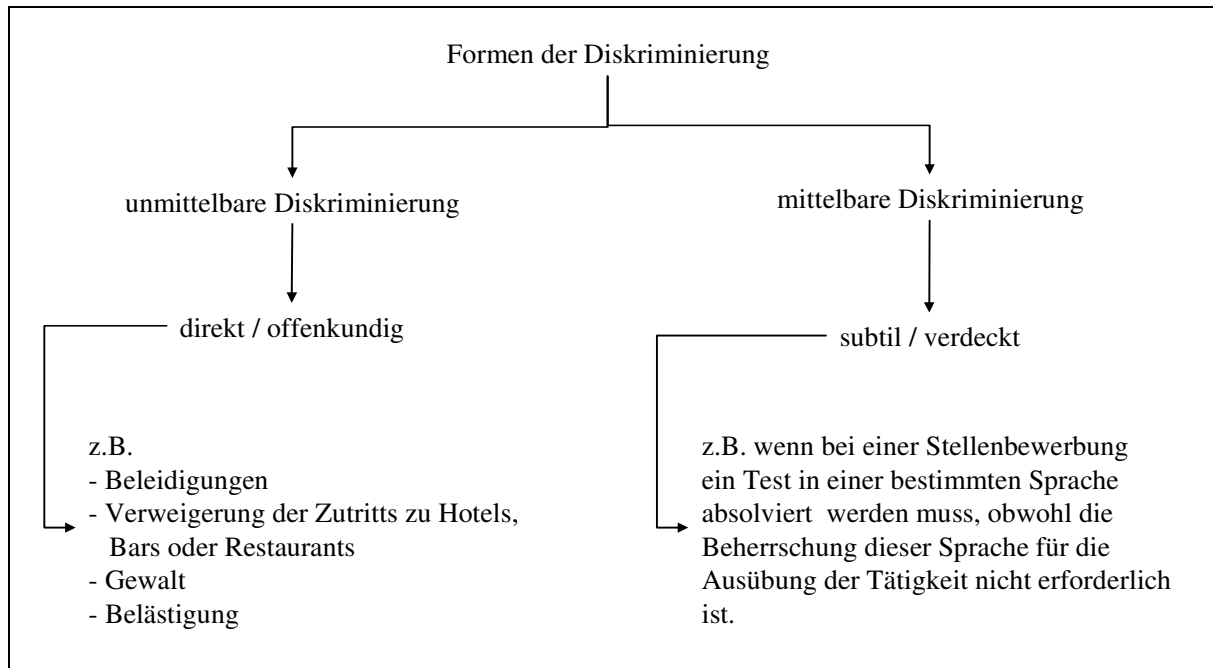 Formen der Diskriminierung
unmittelbare Diskriminierung
direkt / offenkundig
z.B.
- Beleidigungen
- Verweigerung der Zutritts zu Hotels,
Bars oder Restaurants
- Gewalt
- Belästigung
mittelbare Diskriminierung
subtil / verdeckt
z.B. wenn bei einer Stellenbewerbung
ein Test in einer bestimmten Sprache
absolviert werden muss, obwohl die
Beherrschung dieser Sprache für die
Ausübung der Tätigkeit nicht erforderlich
ist.